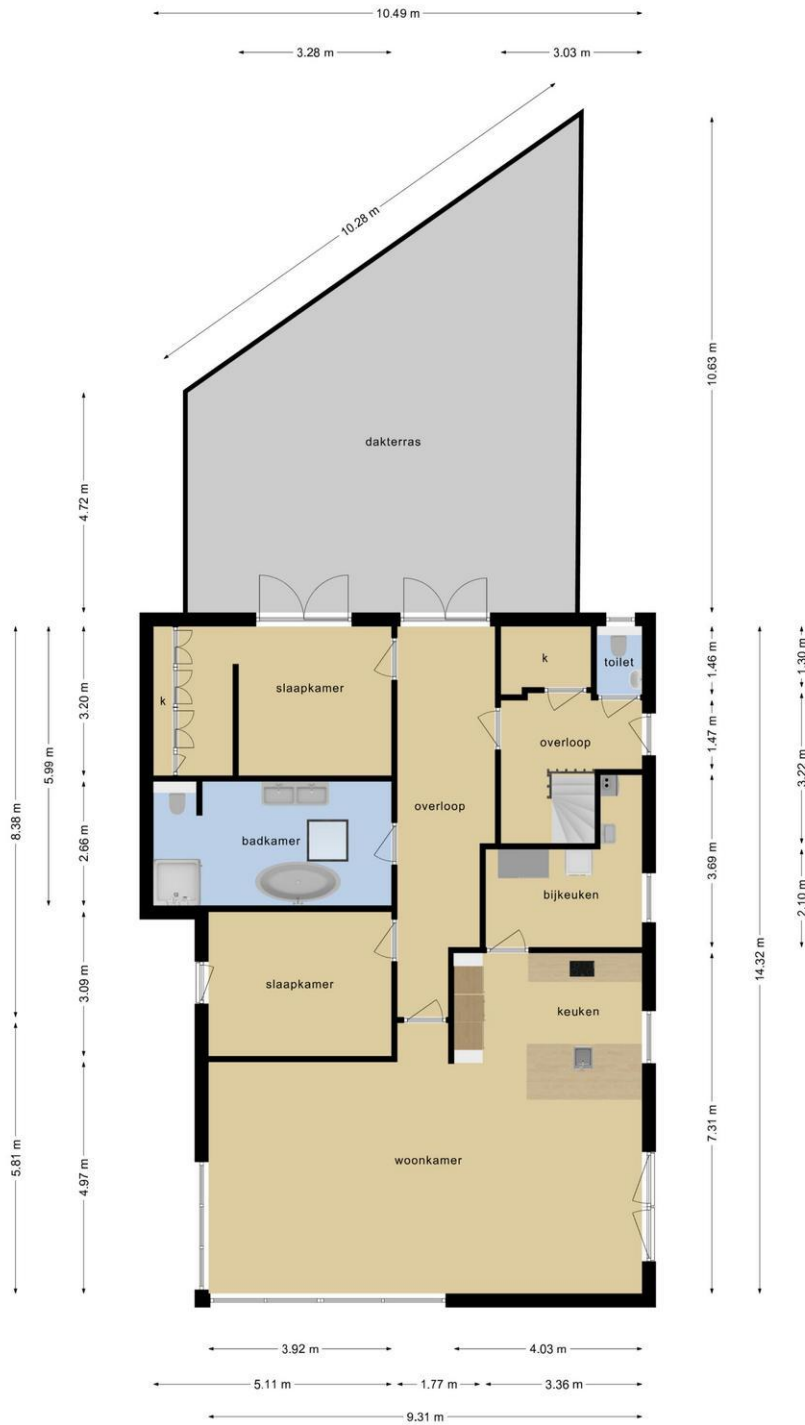 10.49 m
3.28 m
3.03 m
10.28 m
10.63 m
4.72 m
dakterras
8.38 m
5.99 m
3.20 m
k
slaapkamer
k
toilet
1.46 m
1.30 m
overloop
1.47 m
3.22 m
2.66 m
badkamer
overloop
3.69 m
bijkeuken
2.10 m
14.32 m
3.09 m
slaapkamer
keuken
7.31 m
5.81 m
4.97 m
woonkamer
3.92 m
4.03 m
5.11 m
1.77 m
3.36 m
9.31 m